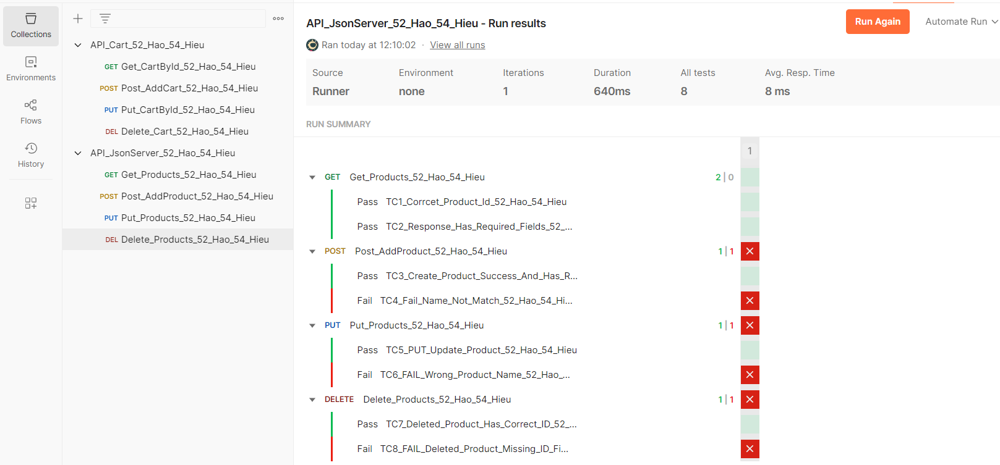 Collections
Environments
Flows
History
API_Cart_52_Hao_54_Hieu
GET Get_CartById_52_Hao_54_Hieu
POST Post_AddCart_52_Hao_54_Hieu
PUT Put_CartById_52_Hao_54_Hieu
DEL Delete_Cart_52_Hao_54_Hieu
API_JsonServer_52_Hao_54_Hieu
GET Get_Products_52_Hao_54_Hieu
POST Post_AddProduct_52_Hao_54_Hieu
PUT Put_Products_52_Hao_54_Hieu
DEL Delete_Products_52_Hao_54_Hieu
API_JsonServer_52_Hao_54_Hieu - Run results
Run Again
Automate Run
Ran today at 12:10:02 · View all runs
Source Environment Iterations Duration All tests Avg. Resp. Time
Runner none 1 640ms 8 8 ms
RUN SUMMARY
1
GET Get_Products_52_Hao_54_Hieu 2 | 0
Pass TC1_Corrcet_Product_Id_52_Hao_54_Hieu
Pass TC2_Response_Has_Required_Fields_52_...
POST Post_AddProduct_52_Hao_54_Hieu 1 | 1
Pass TC3_Create_Product_Success_And_Has_R...
Fail TC4_Fail_Name_Not_Match_52_Hao_54_Hi...
PUT Put_Products_52_Hao_54_Hieu 1 | 1
Pass TC5_PUT_Update_Product_52_Hao_54_Hieu
Fail TC6_FAIL_Wrong_Product_Name_52_Hao_...
DELETE Delete_Products_52_Hao_54_Hieu 1 | 1
Pass TC7_Deleted_Product_Has_Correct_ID_52_...
Fail TC8_FAIL_Deleted_Product_Missing_ID_Fi...